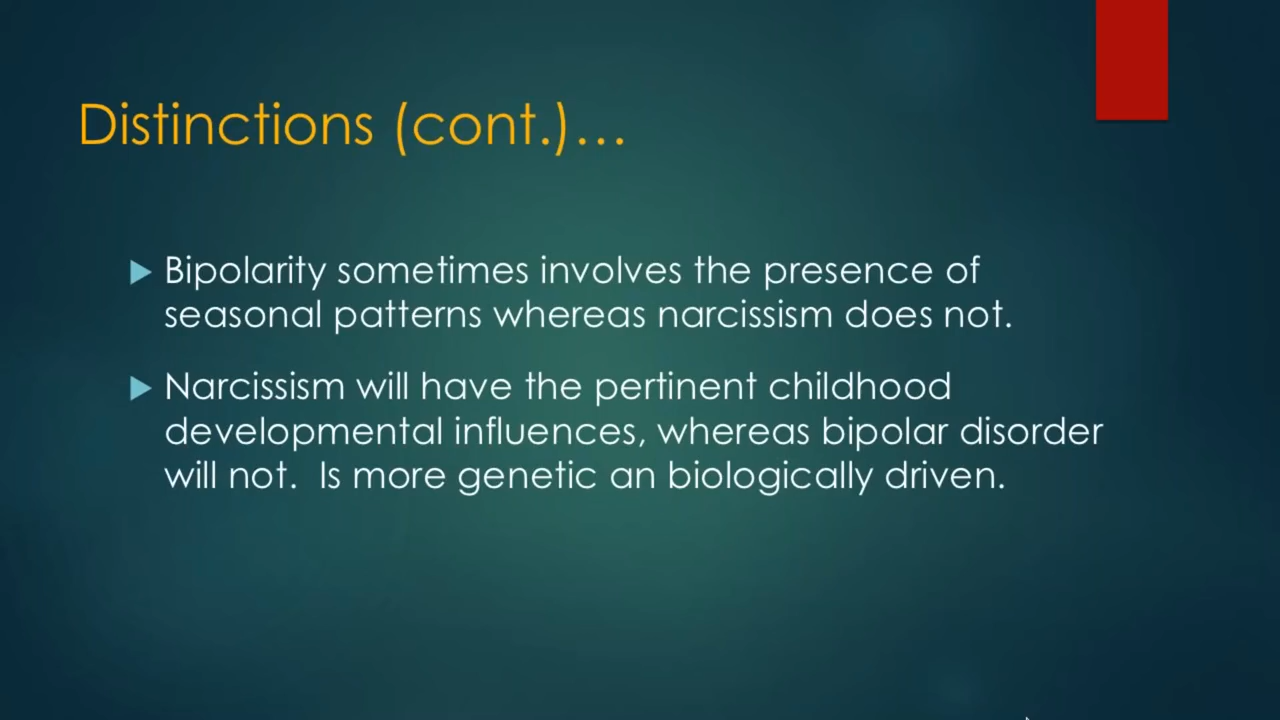 Distinctions (cont.)…
Bipolarity sometimes involves the presence of
seasonal patterns whereas narcissism does not.
Narcissism will have the pertinent childhood
developmental influences, whereas bipolar disorder
will not.  Is more genetic an biologically driven.